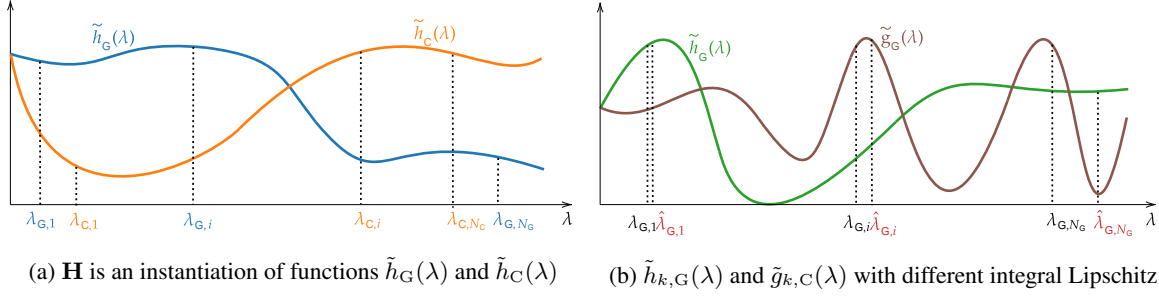 h̃_G(λ)
h̃_C(λ)
λ_G,1 λ_C,1 λ_G,i λ_C,i λ_C,N_C λ_G,N_G λ
(a) H is an instantiation of functions h̃_G(λ) and h̃_C(λ)
h̃_G(λ)
g̃_G(λ)
λ_G,1 λ̂_G,1 λ_G,i λ̂_G,i λ_G,N_G λ̂_G,N_G λ
(b) h̃_k,G(λ) and g̃_k,C(λ) with different integral Lipschitz